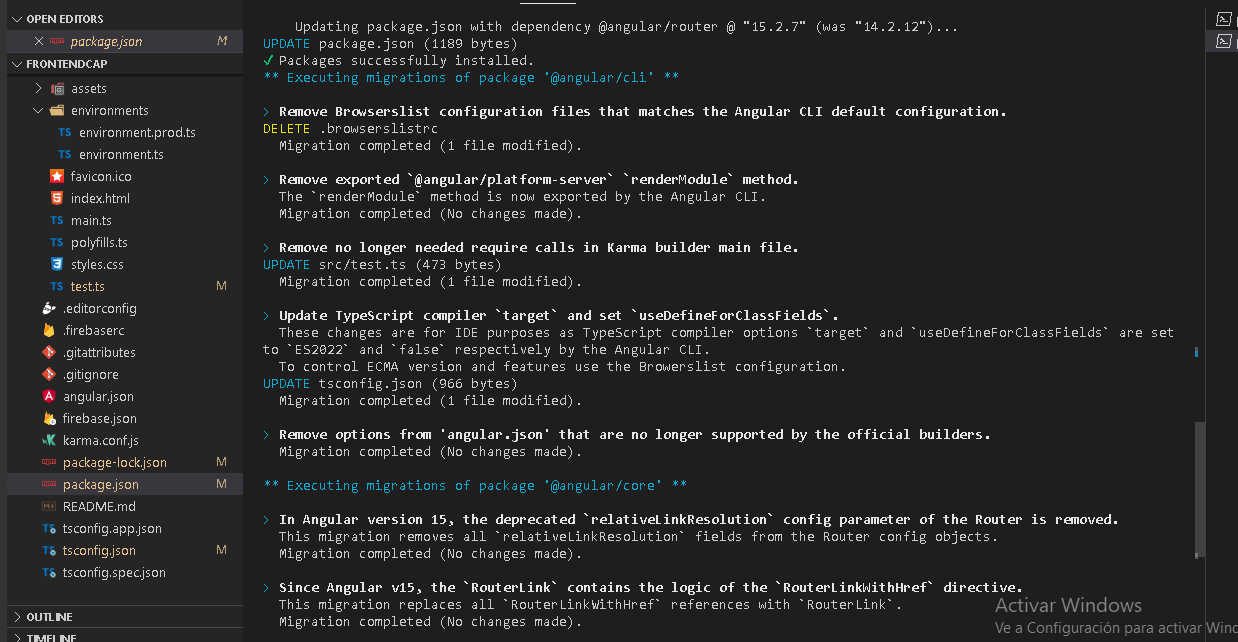 OPEN EDITORS
package.json M
FRONTENDCAP
assets
environments
TS environment.prod.ts
TS environment.ts
favicon.ico
index.html
TS main.ts
TS polyfills.ts
styles.css
TS test.ts M
.editorconfig
.firebaserc
.gitattributes
.gitignore
angular.json
firebase.json
karma.conf.js
package-lock.json M
package.json M
README.md
tsconfig.app.json
tsconfig.json M
tsconfig.spec.json
OUTLINE
TIMELINE
Updating package.json with dependency @angular/router @ "15.2.7" (was "14.2.12")...
UPDATE package.json (1189 bytes)
✓ Packages successfully installed.
** Executing migrations of package '@angular/cli' **
> Remove Browserslist configuration files that matches the Angular CLI default configuration.
DELETE .browserslistrc
Migration completed (1 file modified).
> Remove exported `@angular/platform-server` `renderModule` method.
The `renderModule` method is now exported by the Angular CLI.
Migration completed (No changes made).
> Remove no longer needed require calls in Karma builder main file.
UPDATE src/test.ts (473 bytes)
Migration completed (1 file modified).
> Update TypeScript compiler `target` and set `useDefineForClassFields`.
These changes are for IDE purposes as TypeScript compiler options `target` and `useDefineForClassFields` are set
to `ES2022` and `false` respectively by the Angular CLI.
To control ECMA version and features use the Browerslist configuration.
UPDATE tsconfig.json (966 bytes)
Migration completed (1 file modified).
> Remove options from 'angular.json' that are no longer supported by the official builders.
Migration completed (No changes made).
** Executing migrations of package '@angular/core' **
> In Angular version 15, the deprecated `relativeLinkResolution` config parameter of the Router is removed.
This migration removes all `relativeLinkResolution` fields from the Router config objects.
Migration completed (No changes made).
> Since Angular v15, the `RouterLink` contains the logic of the `RouterLinkWithHref` directive.
This migration replaces all `RouterLinkWithHref` references with `RouterLink`.
Migration completed (No changes made).
Activar Windows
Ve a Configuración para activar Wind